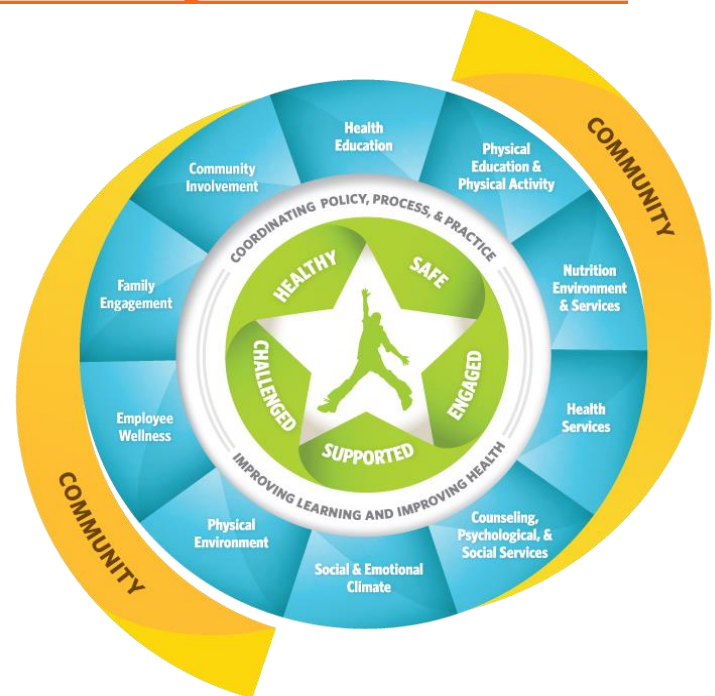 COMMUNITY
Health
Education
Physical
Education &
Physical Activity
Nutrition
Environment
& Services
Health
Services
Counseling,
Psychological, &
Social Services
Social & Emotional
Climate
Physical
Environment
Employee
Wellness
Family
Engagement
Community
Involvement
COORDINATING POLICY, PROCESS, & PRACTICE
IMPROVING LEARNING AND IMPROVING HEALTH
HEALTHY
SAFE
ENGAGED
SUPPORTED
CHALLENGED
COMMUNITY